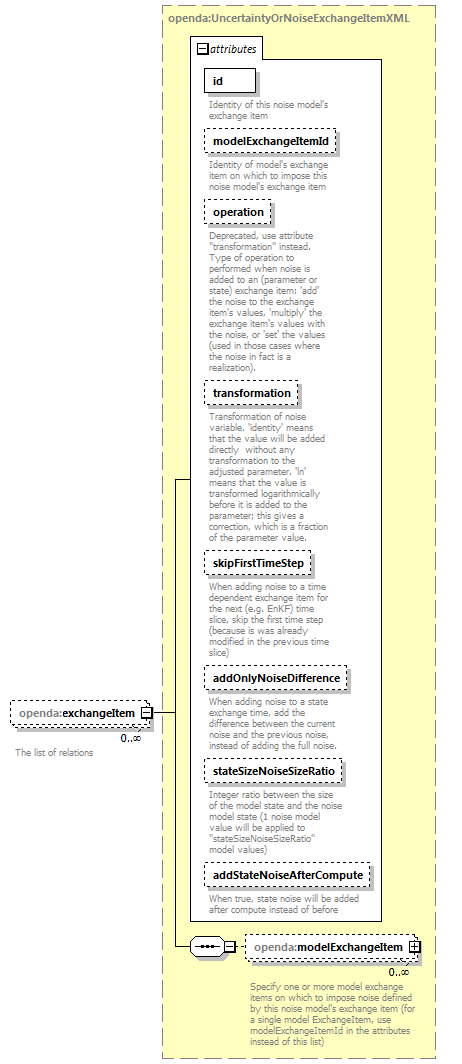 openda:UncertaintyOrNoiseExchangeItemXML
attributes
id
Identity of this noise model's
exchange item
modelExchangeItemId
Identity of model's exchange
item on which to impose this
noise model's exchange item
operation
Deprecated, use attribute
"transformation" instead.
Type of operation to
performed when noise is
added to an (parameter or
state) exchange item: 'add'
the noise to the exchange
item's values, 'multiply' the
exchange item's values with
the noise, or 'set' the values
(used in those cases where
the noise in fact is a
realization).
transformation
Transformation of noise
variable. 'identity' means
that the value will be added
directly without any
transformation to the
adjusted parameter. 'ln'
means that the value is
transformed logarithmically
before it is added to the
parameter; this gives a
correction, which is a fraction
of the parameter value.
skipFirstTimeStep
When adding noise to a time
dependent exchange item for
the next (e.g. EnKF) time
slice, skip the first time step
(because is was already
modified in the previous time
slice)
addOnlyNoiseDifference
When adding noise to a state
exchange time, add the
difference between the current
noise and the previous noise,
instead of adding the full noise.
openda:exchangeItem
0..∞
The list of relations
stateSizeNoiseSizeRatio
Integer ratio between the size
of the model state and the noise
model state (1 noise model
value will be applied to
"stateSizeNoiseSizeRatio"
model values)
addStateNoiseAfterCompute
When true, state noise will be added
after compute instead of before
openda:modelExchangeItem
0..∞
Specify one or more model exchange
items on which to impose noise defined
by this noise model's exchange item (for
a single model ExchangeItem, use
modelExchangeItemId in the attributes
instead of this list)